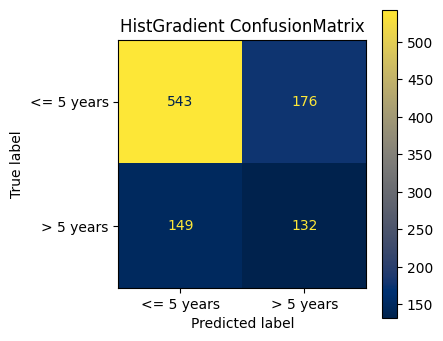 HistGradient ConfusionMatrix
True label
<= 5 years
> 5 years
543
176
149
132
<= 5 years
> 5 years
Predicted label
500
450
400
350
300
250
200
150